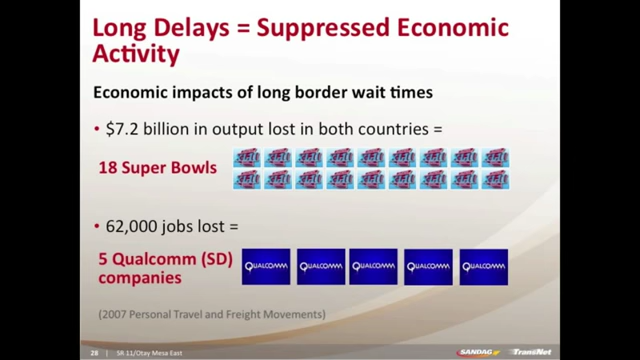 Long Delays = Suppressed Economic
Activity
Economic impacts of long border wait times
• $7.2 billion in output lost in both countries =
18 Super Bowls
• 62,000 jobs lost =
5 Qualcomm (SD)
companies
QUALCOMM QUALCOMM QUALCOMM QUALCOMM QUALCOMM
(2007 Personal Travel and Freight Movements)
28 | SR 11/Otay Mesa East
SANDAG TransNet